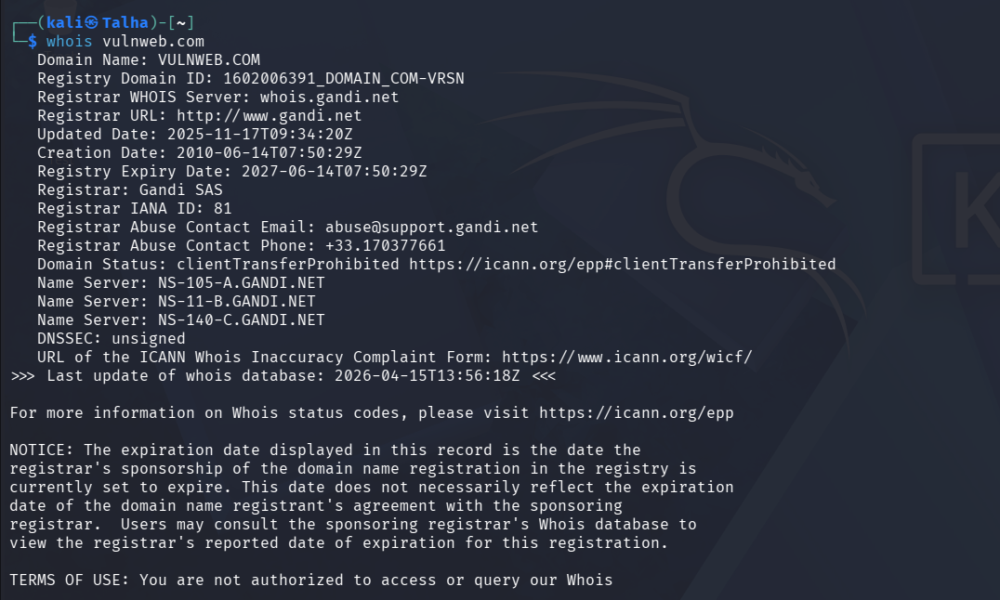 ┌──(kali㉿Talha)-[~]
└─$ whois vulnweb.com
   Domain Name: VULNWEB.COM
   Registry Domain ID: 1602006391_DOMAIN_COM-VRSN
   Registrar WHOIS Server: whois.gandi.net
   Registrar URL: http://www.gandi.net
   Updated Date: 2025-11-17T09:34:20Z
   Creation Date: 2010-06-14T07:50:29Z
   Registry Expiry Date: 2027-06-14T07:50:29Z
   Registrar: Gandi SAS
   Registrar IANA ID: 81
   Registrar Abuse Contact Email: abuse@support.gandi.net
   Registrar Abuse Contact Phone: +33.170377661
   Domain Status: clientTransferProhibited https://icann.org/epp#clientTransferProhibited
   Name Server: NS-105-A.GANDI.NET
   Name Server: NS-11-B.GANDI.NET
   Name Server: NS-140-C.GANDI.NET
   DNSSEC: unsigned
   URL of the ICANN Whois Inaccuracy Complaint Form: https://www.icann.org/wicf/
>>> Last update of whois database: 2026-04-15T13:56:18Z <<<

For more information on Whois status codes, please visit https://icann.org/epp

NOTICE: The expiration date displayed in this record is the date the
registrar's sponsorship of the domain name registration in the registry is
currently set to expire. This date does not necessarily reflect the expiration
date of the domain name registrant's agreement with the sponsoring
registrar.  Users may consult the sponsoring registrar's Whois database to
view the registrar's reported date of expiration for this registration.

TERMS OF USE: You are not authorized to access or query our Whois
K